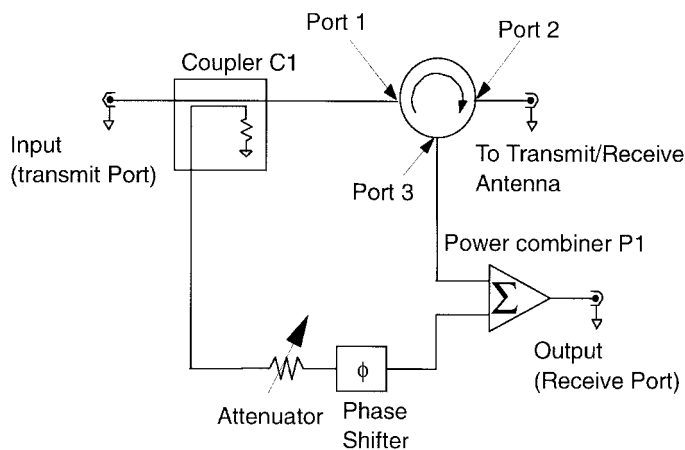 Port 1
Port 2
Coupler C1
Input
(transmit Port)
To Transmit/Receive
Antenna
Port 3
Power combiner P1
Σ
Output
(Receive Port)
ϕ
Attenuator
Phase
Shifter